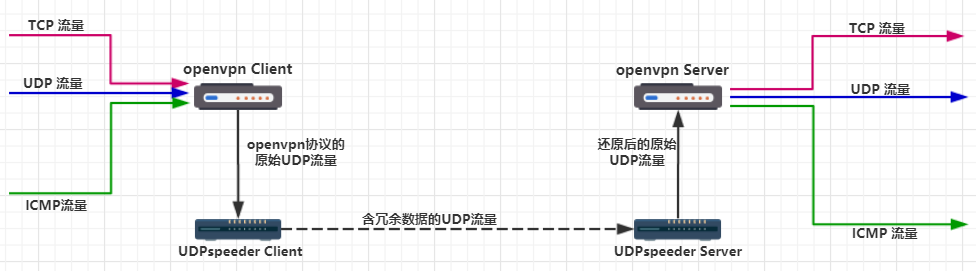 TCP 流量
TCP 流量
openvpn Client
openvpn Server
UDP 流量
UDP 流量
openvpn协议的
原始UDP流量
还原后的原始
UDP流量
ICMP流量
含冗余数据的UDP流量
ICMP 流量
UDPspeeder Client
UDPspeeder Server